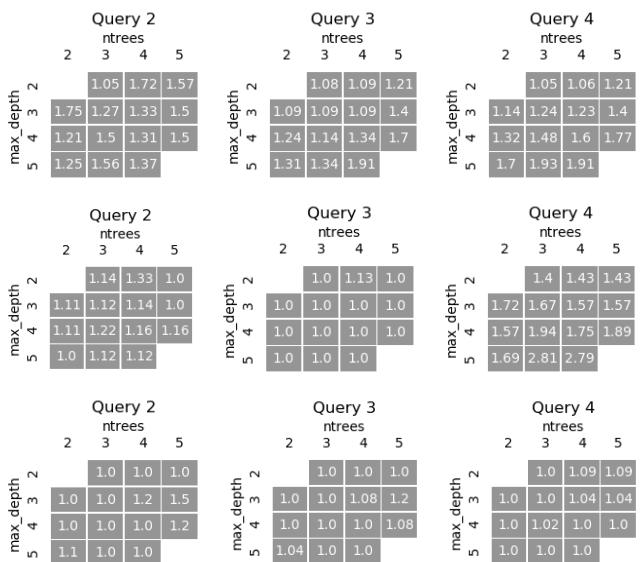 Query 2 Query 3 Query 4
ntrees ntrees ntrees
2 3 4 5 2 3 4 5 2 3 4 5
max_depth max_depth max_depth
2 1.05 1.72 1.57 2 1.08 1.09 1.21 2 1.05 1.06 1.21
3 1.75 1.27 1.33 1.5 3 1.09 1.09 1.09 1.4 3 1.14 1.24 1.23 1.4
4 1.21 1.5 1.31 1.5 4 1.24 1.14 1.34 1.7 4 1.32 1.48 1.6 1.77
5 1.25 1.56 1.37 5 1.31 1.34 1.91 5 1.7 1.93 1.91
Query 2 Query 3 Query 4
ntrees ntrees ntrees
2 3 4 5 2 3 4 5 2 3 4 5
max_depth max_depth max_depth
2 1.14 1.33 1.0 2 1.0 1.13 1.0 2 1.4 1.43 1.43
3 1.11 1.12 1.14 1.0 3 1.0 1.0 1.0 1.0 3 1.72 1.67 1.57 1.57
4 1.11 1.22 1.16 1.16 4 1.0 1.0 1.0 1.0 4 1.57 1.94 1.75 1.89
5 1.0 1.12 1.12 5 1.0 1.0 1.0 5 1.69 2.81 2.79
Query 2 Query 3 Query 4
ntrees ntrees ntrees
2 3 4 5 2 3 4 5 2 3 4 5
max_depth max_depth max_depth
2 1.0 1.0 1.0 2 1.0 1.0 1.0 2 1.0 1.09 1.09
3 1.0 1.0 1.2 1.5 3 1.0 1.0 1.08 1.2 3 1.0 1.0 1.04 1.04
4 1.0 1.0 1.0 1.2 4 1.0 1.0 1.0 1.08 4 1.0 1.02 1.0 1.0
5 1.1 1.0 1.0 5 1.04 1.0 1.0 5 1.0 1.0 1.0